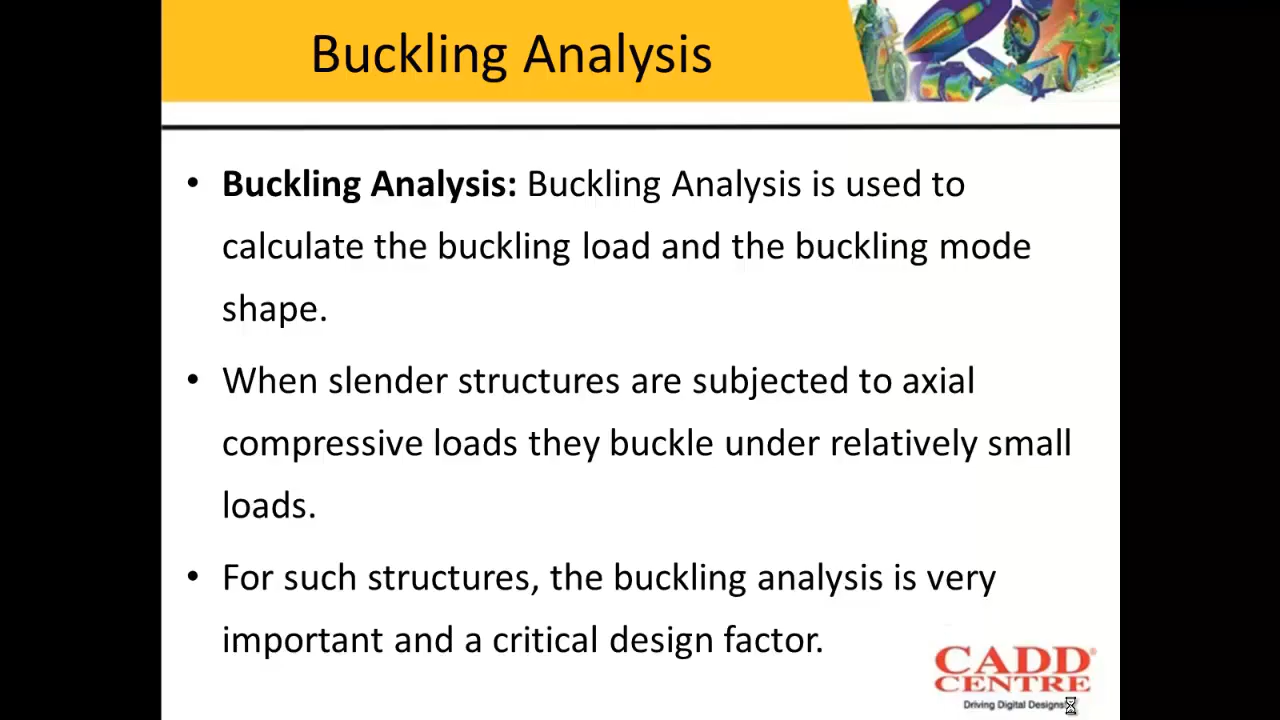 Buckling Analysis
• Buckling Analysis: Buckling Analysis is used to
calculate the buckling load and the buckling mode
shape.
• When slender structures are subjected to axial
compressive loads they buckle under relatively small
loads.
• For such structures, the buckling analysis is very
important and a critical design factor.
CADD®
CENTRE
Driving Digital Designs